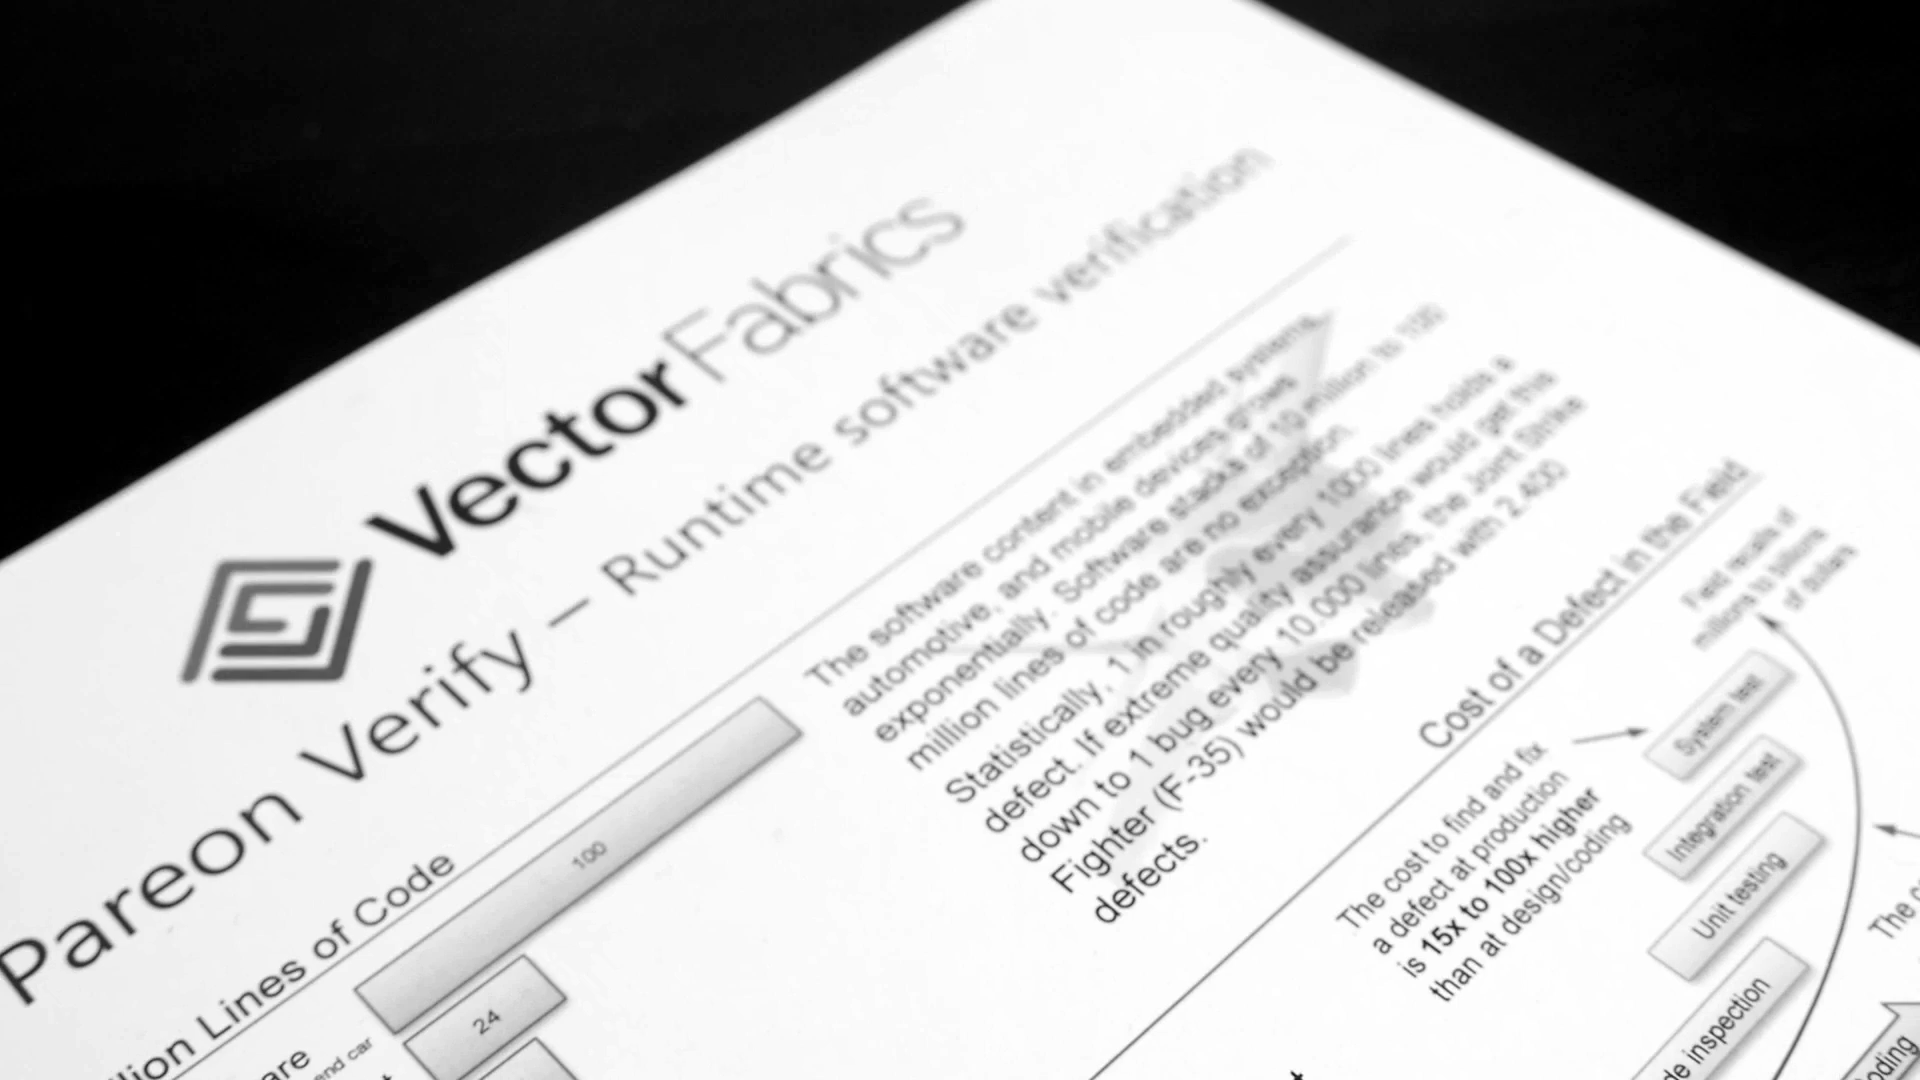 VectorFabrics
Pareon Verify — Runtime software verification
Lines of Code
100
24
end car
The software content in embedded systems,
automotive, and mobile devices grows
exponentially. Software stacks of 10 million to 100
million lines of code are no exception.
Statistically, 1 in roughly every 1000 lines holds a
defect. If extreme quality assurance would get this
down to 1 bug every 10.000 lines, the Joint Strike
Fighter (F-35) would be released with 2.400
defects.
Cost of a Defect in the Field
Field recalls of
millions to billions
of dollars
The cost to find and fix
a defect at production
is 15x to 100x higher
than at design/coding
System test
Integration test
Unit testing
inspection
The